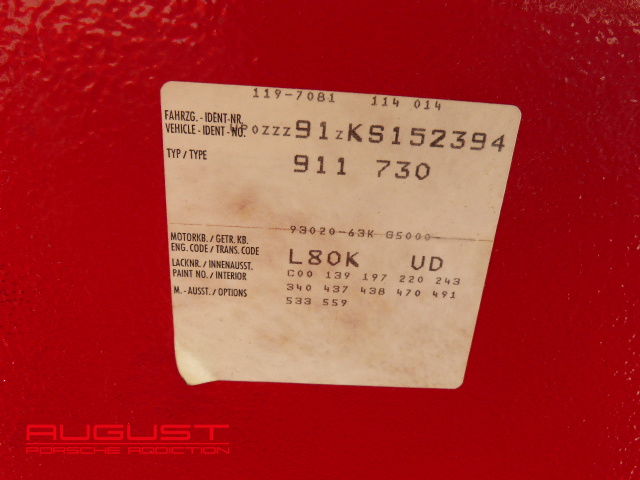 119-7081 114 014
FAHRZG. - IDENT-NR.
VEHICLE - IDENT - NO. WP0ZZZ91ZKS152394
TYP / TYPE 911 730
93020-63K G5000-
MOTORKB. / GETR. KB.
ENG. CODE / TRANS. CODE L80K UD
LACKNR. / INNENAUSST.
PAINT NO. / INTERIOR C00 139 197 220 243
M. - AUSST. / OPTIONS 340 437 438 470 491
533 559
AUGUST
PORSCHE ADDICTION